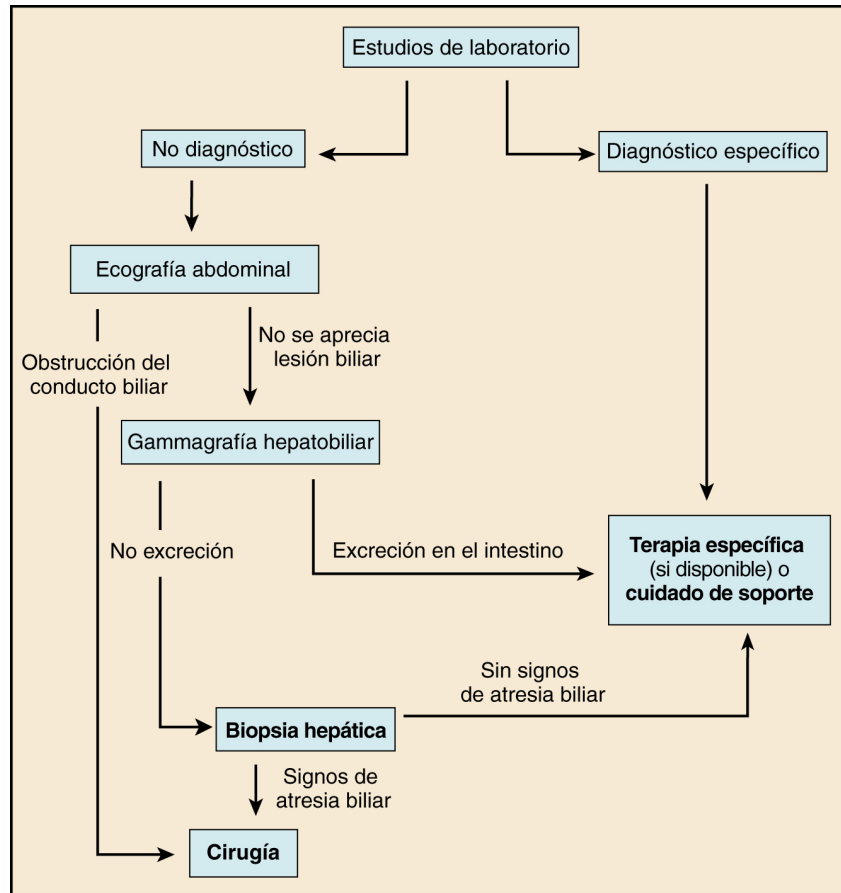 Estudios de laboratorio
No diagnóstico
Diagnóstico específico
Ecografía abdominal
No se aprecia
lesión biliar
Obstrucción del
conducto biliar
Gammagrafía hepatobiliar
No excreción
Excreción en el intestino
Terapia específica
(si disponible) o
cuidado de soporte
Sin signos
de atresia biliar
Biopsia hepática
Signos de
atresia biliar
Cirugía